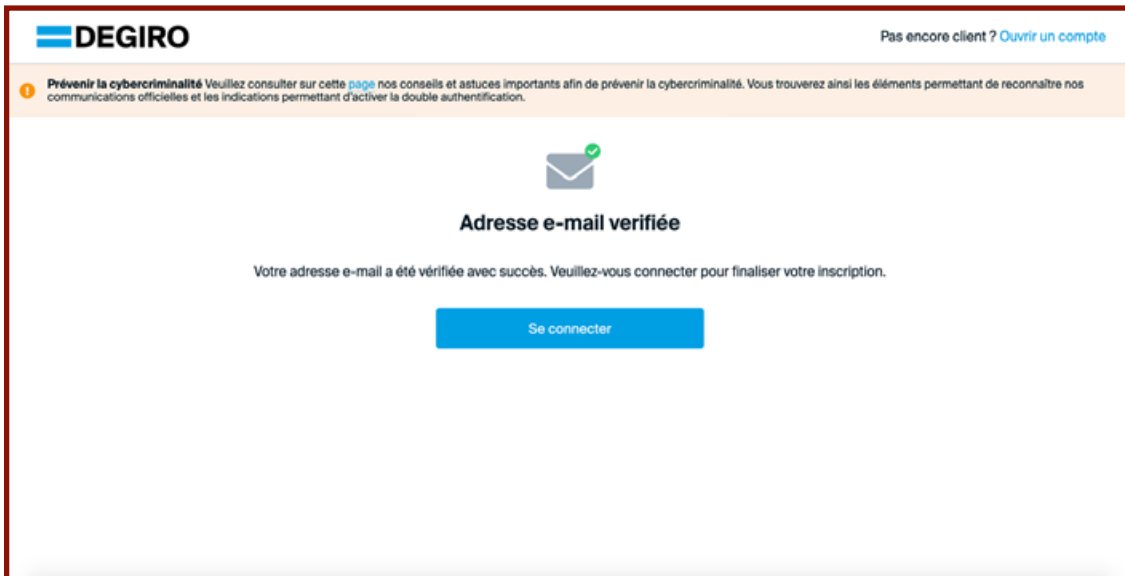 DEGIRO
Pas encore client ? Ouvrir un compte
Prévenir la cybercriminalité Veuillez consulter sur cette page nos conseils et astuces importants afin de prévenir la cybercriminalité. Vous trouverez ainsi les éléments permettant de reconnaître nos
communications officielles et les indications permettant d'activer la double authentification.
Adresse e-mail verifiée
Votre adresse e-mail a été vérifiée avec succès. Veuillez-vous connecter pour finaliser votre inscription.
Se connecter